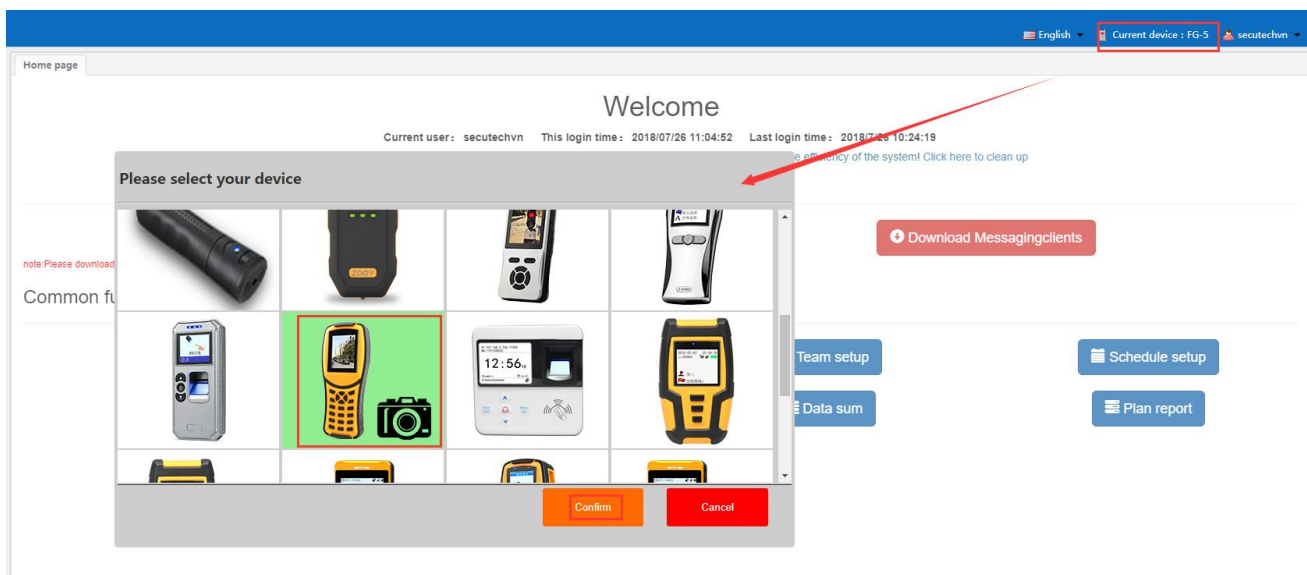 English Current device : FG-5 secutechvn
Home page
Welcome
Current user： secutechvn This login time： 2018/07/26 11:04:52 Last login time： 2018/7/26 10:24:19
efficiency of the system! Click here to clean up
Please select your device
Download Messagingclients
note:Please download
Common fu
ZOOY
12:56
Team setup
Schedule setup
Data sum
Plan report
Confirm
Cancel